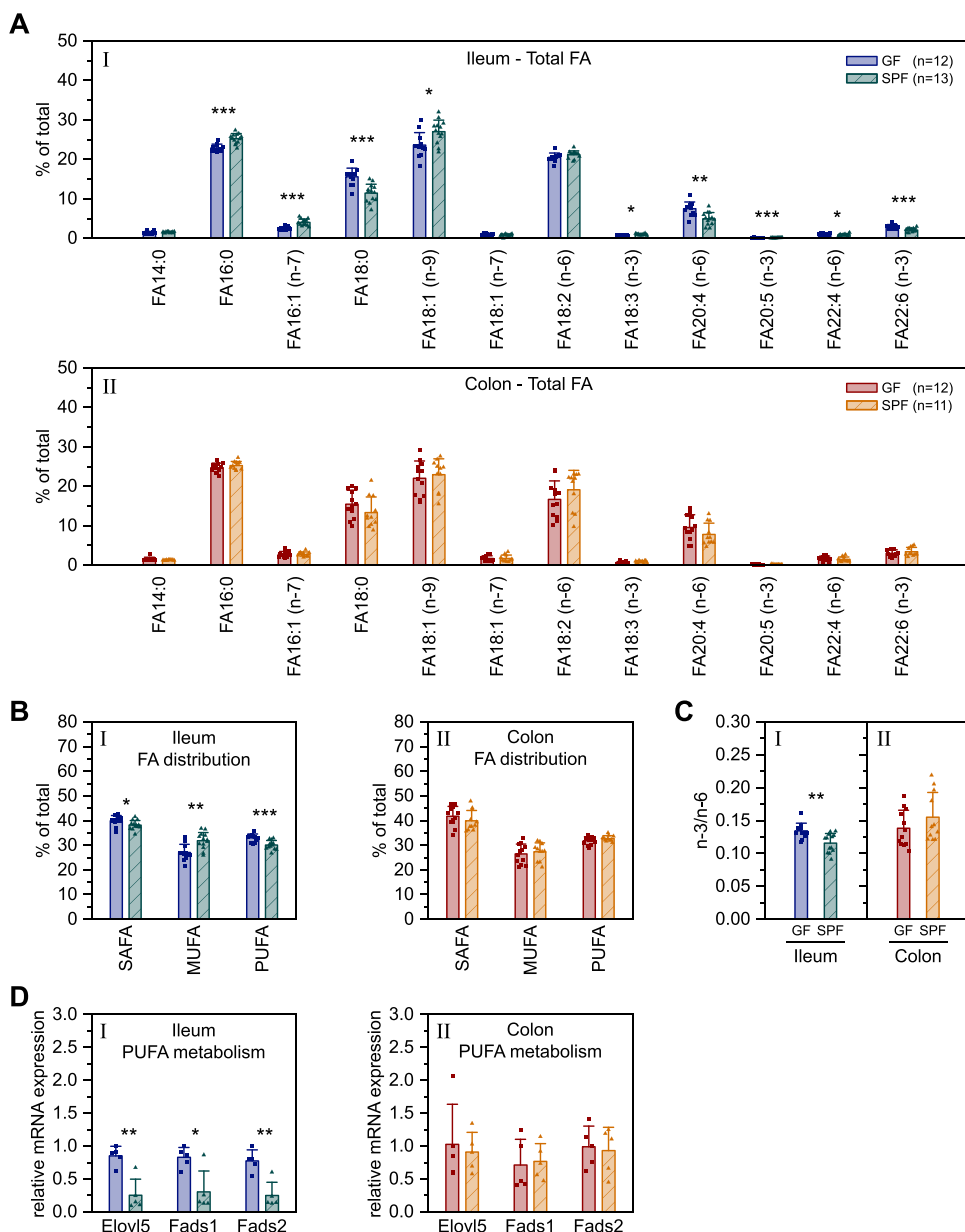 A
I
Ileum - Total FA
GF (n=12)
SPF (n=13)
% of total
50
40
30
20
10
0
***
***
***
*
*
**
***
*
***
FA14:0
FA16:0
FA16:1 (n-7)
FA18:0
FA18:1 (n-9)
FA18:1 (n-7)
FA18:2 (n-6)
FA18:3 (n-3)
FA20:4 (n-6)
FA20:5 (n-3)
FA22:4 (n-6)
FA22:6 (n-3)
II
Colon - Total FA
GF (n=12)
SPF (n=11)
% of total
50
40
30
20
10
0
FA14:0
FA16:0
FA16:1 (n-7)
FA18:0
FA18:1 (n-9)
FA18:1 (n-7)
FA18:2 (n-6)
FA18:3 (n-3)
FA20:4 (n-6)
FA20:5 (n-3)
FA22:4 (n-6)
FA22:6 (n-3)
B
I
Ileum
FA distribution
% of total
80
70
60
50
40
30
20
10
0
*
**
***
SAFA
MUFA
PUFA
II
Colon
FA distribution
% of total
80
70
60
50
40
30
20
10
0
SAFA
MUFA
PUFA
C
I
II
n-3/n-6
0.30
0.25
0.20
0.15
0.10
0.05
0.00
**
GF SPF
Ileum
GF SPF
Colon
D
I
Ileum
PUFA metabolism
relative mRNA expression
3.0
2.5
2.0
1.5
1.0
0.5
0.0
**
*
**
Elovl5
Fads1
Fads2
II
Colon
PUFA metabolism
relative mRNA expression
3.0
2.5
2.0
1.5
1.0
0.5
0.0
Elovl5
Fads1
Fads2